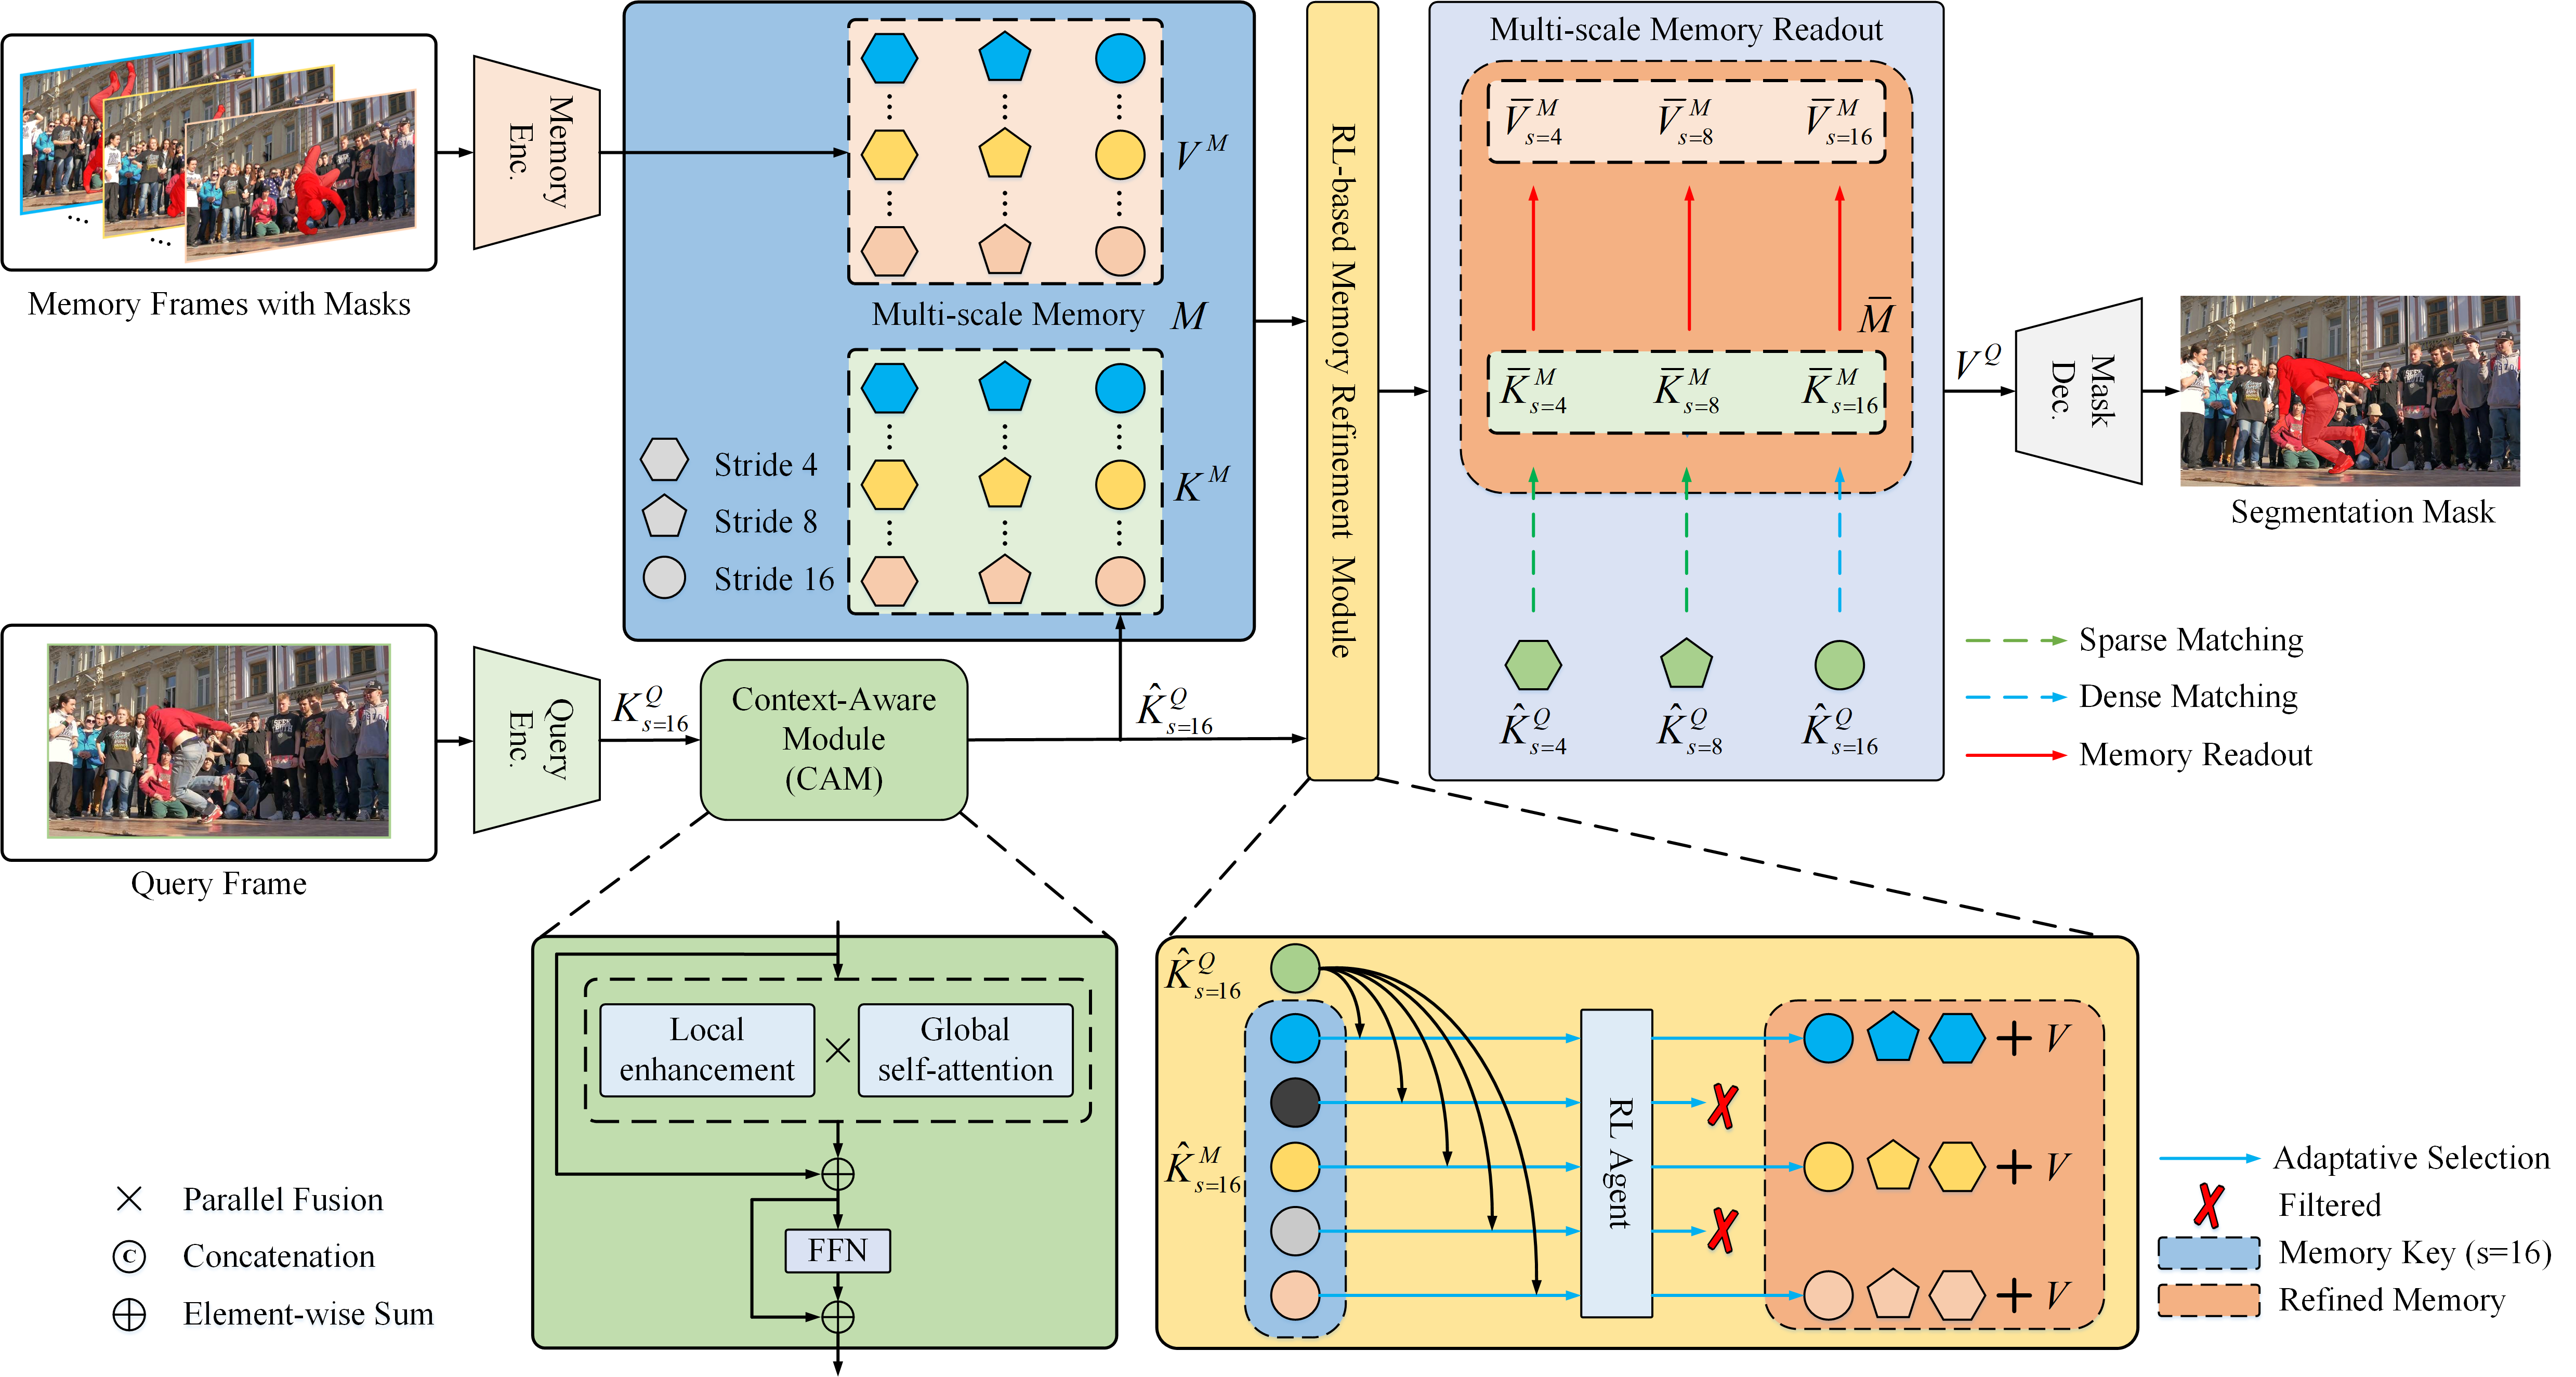 Memory Frames with Masks
Memory
Enc.
V^M
Multi-scale Memory M
K^M
Stride 4
Stride 8
Stride 16
Query Frame
Query
Enc.
K^Q_{s=16}
Context-Aware
Module
(CAM)
\hat{K}^Q_{s=16}
RL-based Memory Refinement Module
Multi-scale Memory Readout
\bar{V}^M_{s=4} \bar{V}^M_{s=8} \bar{V}^M_{s=16}
\bar{M}
\bar{K}^M_{s=4} \bar{K}^M_{s=8} \bar{K}^M_{s=16}
\hat{K}^Q_{s=4} \hat{K}^Q_{s=8} \hat{K}^Q_{s=16}
V^Q
Mask
Dec.
Segmentation Mask
Sparse Matching
Dense Matching
Memory Readout
Local
enhancement
×
Global
self-attention
FFN
× Parallel Fusion
C Concatenation
⊕ Element-wise Sum
\hat{K}^Q_{s=16}
\hat{K}^M_{s=16}
RL Agent
+ V
+ V
+ V
Adaptative Selection
✗ Filtered
Memory Key (s=16)
Refined Memory